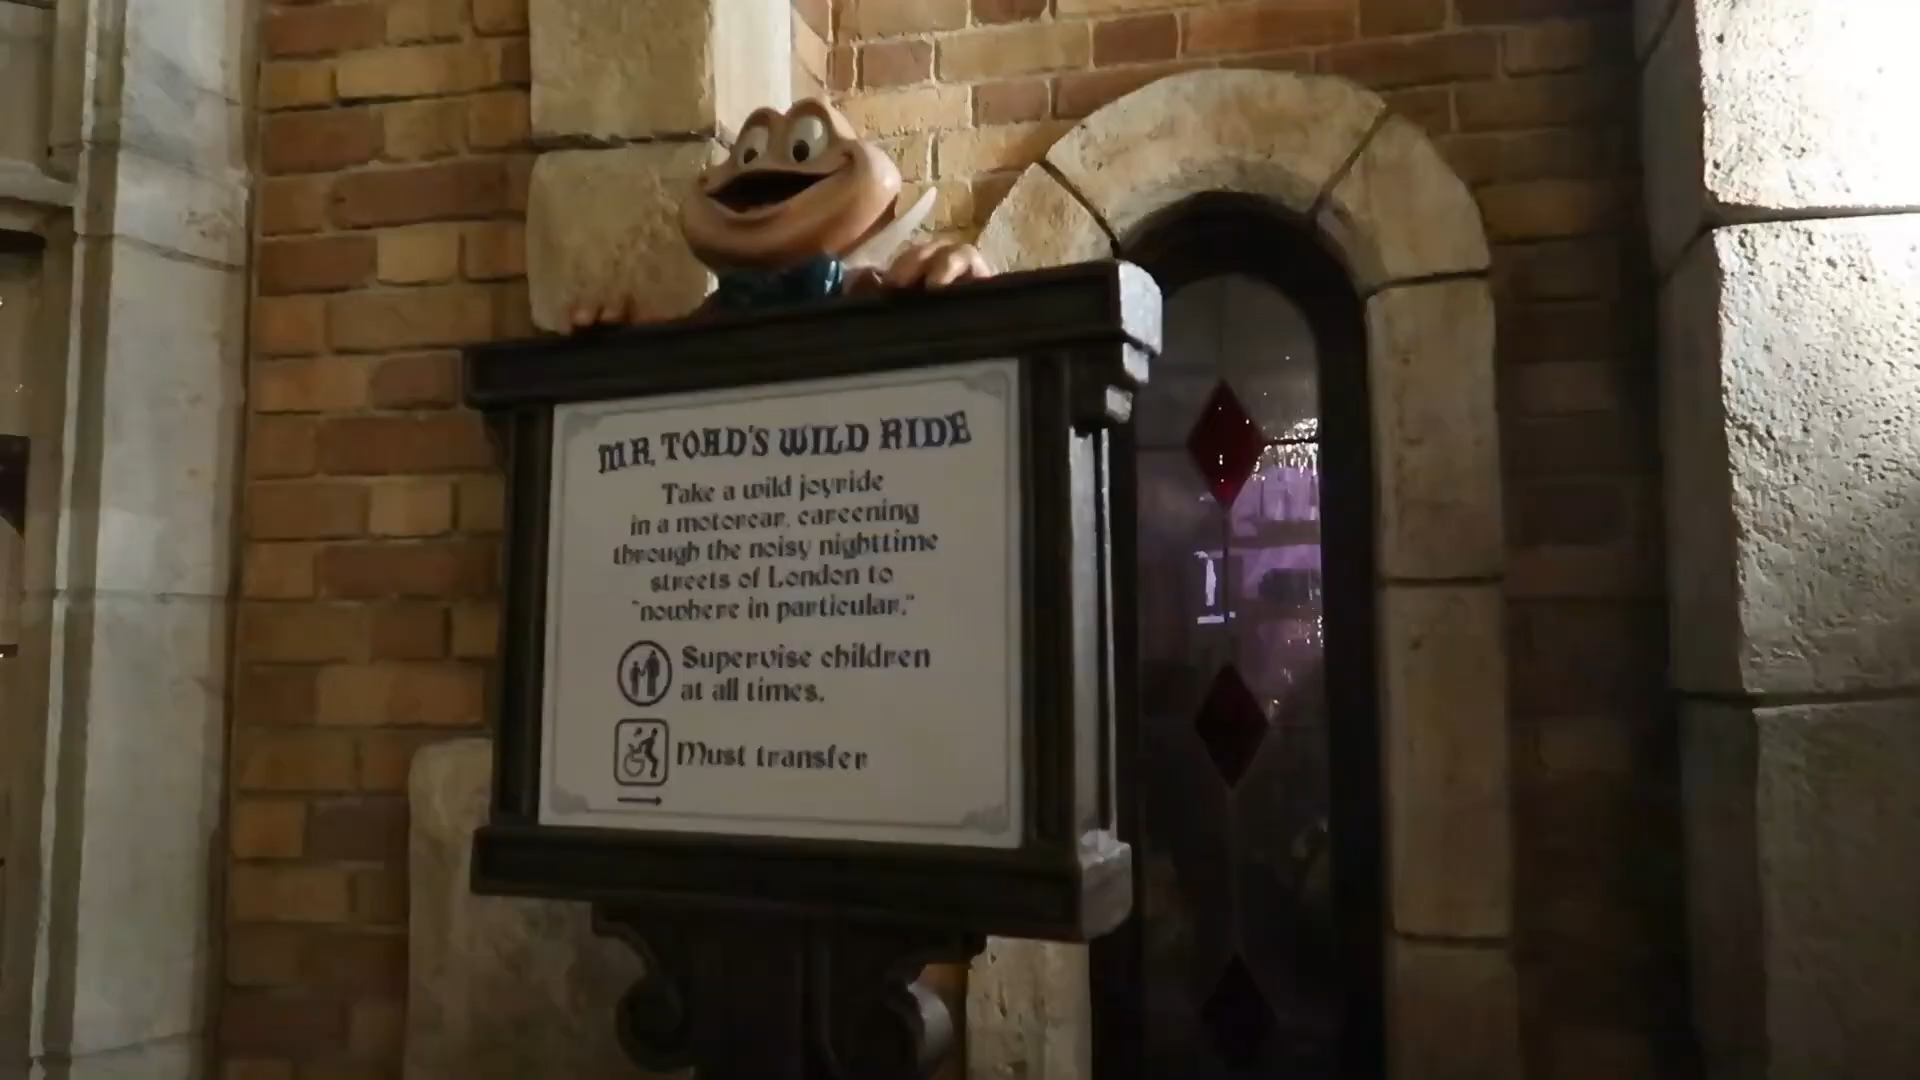 MR. TOAD'S WILD RIDE
Take a wild joyride
in a motorcar, careening
through the noisy nighttime
streets of London to
"nowhere in particular."
Supervise children
at all times.
Must transfer